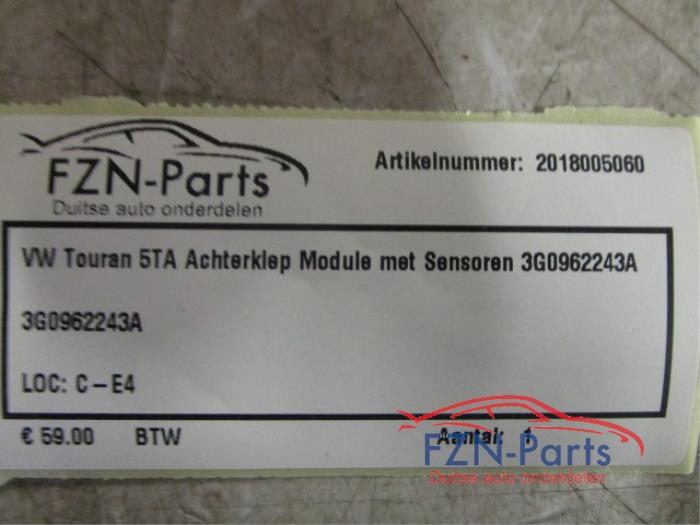 FZN-Parts
Duitse auto onderdelen
Artikelnummer: 2018005060
VW Touran 5TA Achterklep Module met Sensoren 3G0962243A
3G0962243A
LOC: C-E4
€ 59.00 BTW Aantal: 1
FZN-Parts
Duitse auto onderdelen